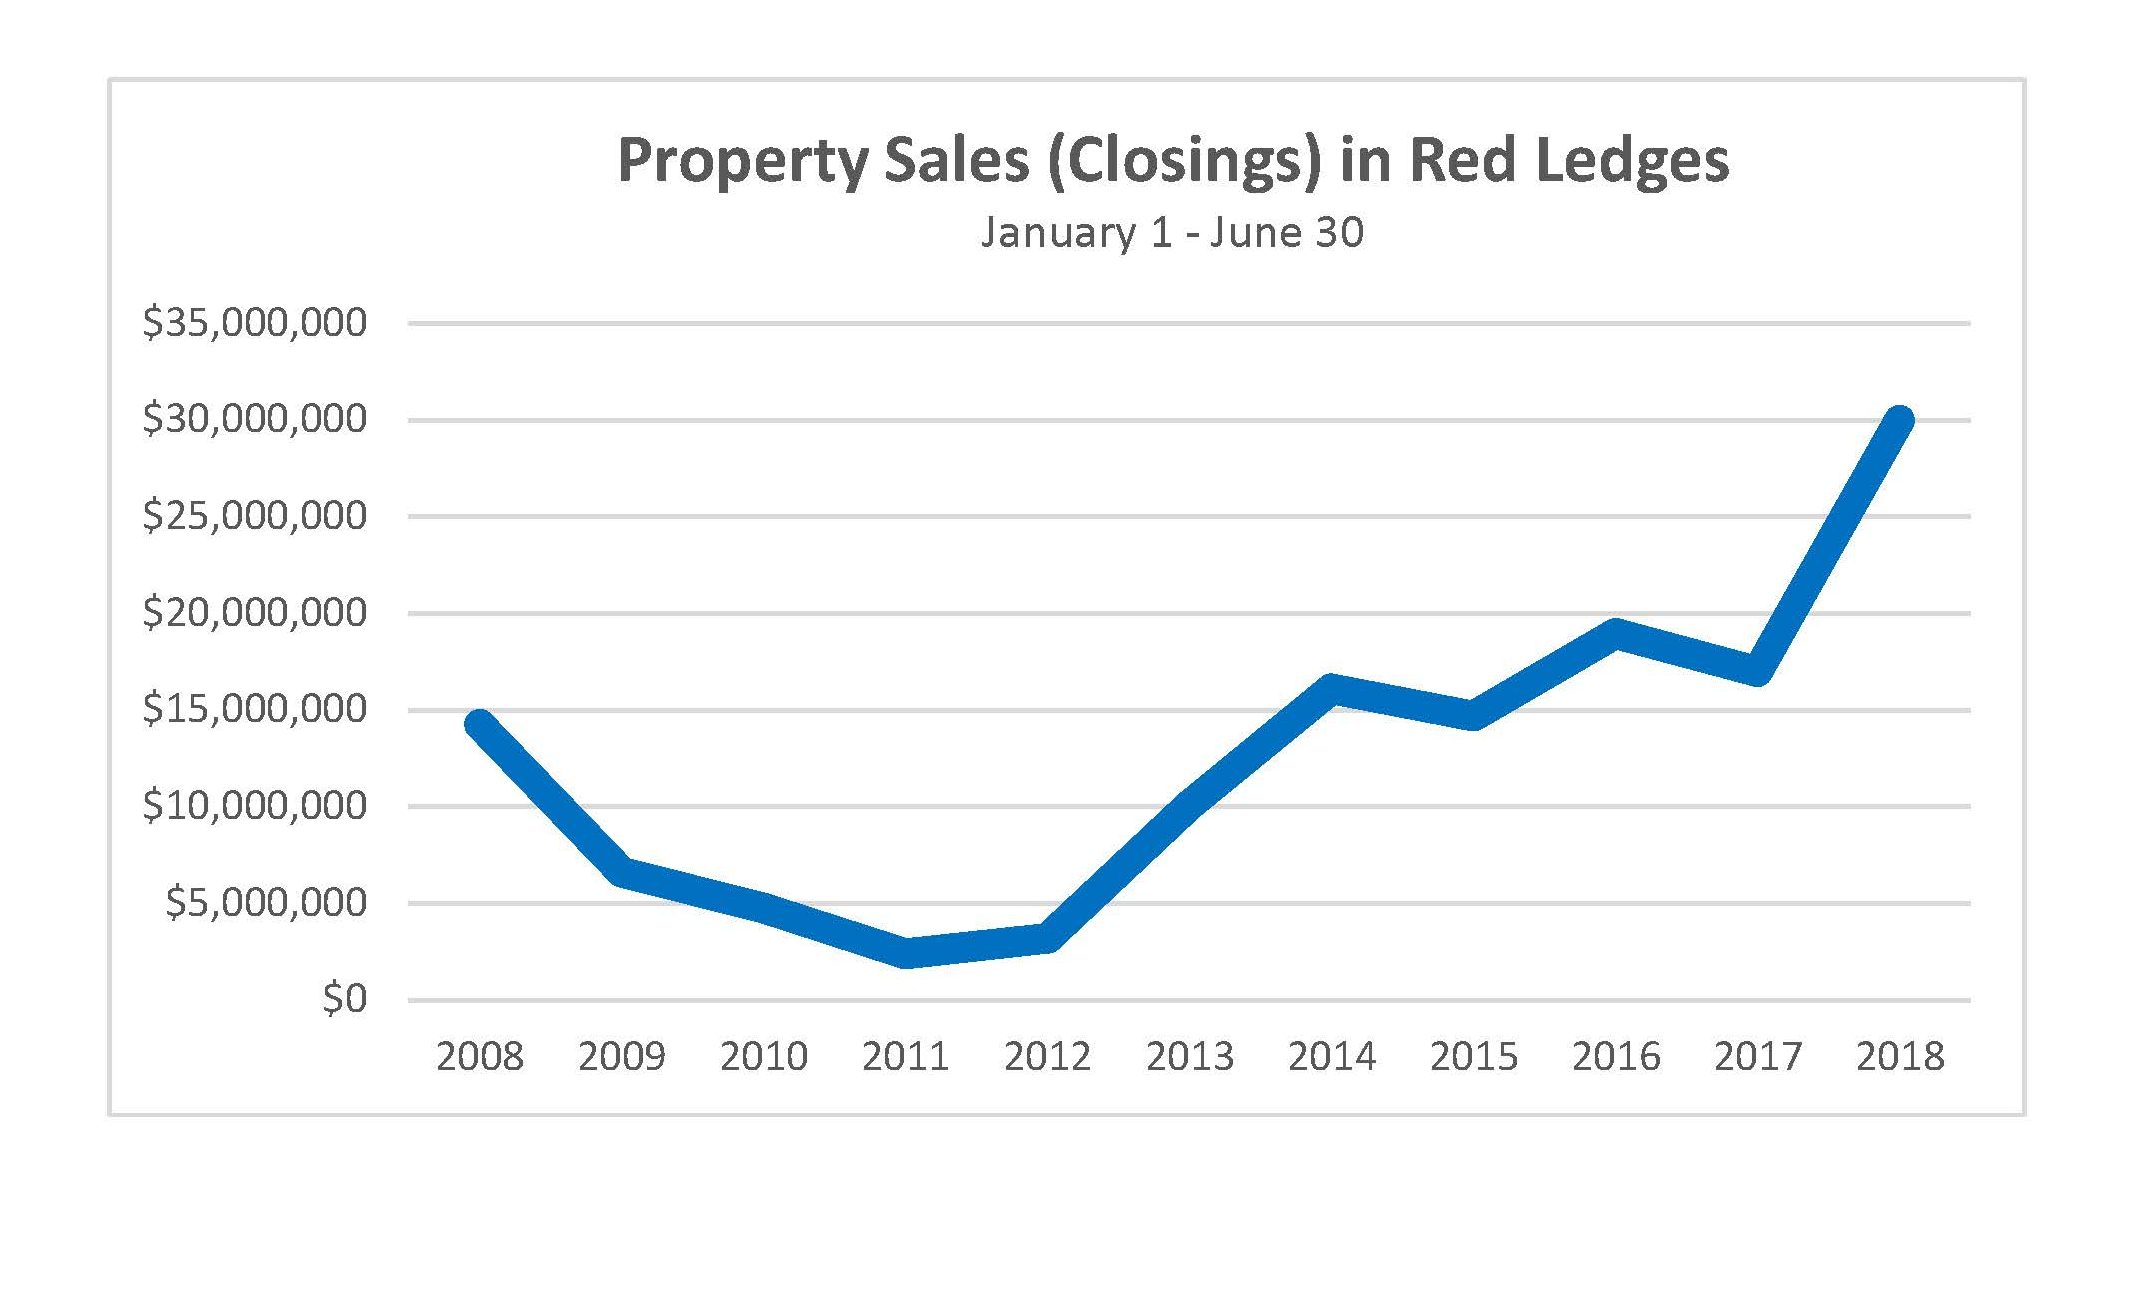 Property Sales (Closings) in Red Ledges
January 1 - June 30
$35,000,000
$30,000,000
$25,000,000
$20,000,000
$15,000,000
$10,000,000
$5,000,000
$0
2008 2009 2010 2011 2012 2013 2014 2015 2016 2017 2018